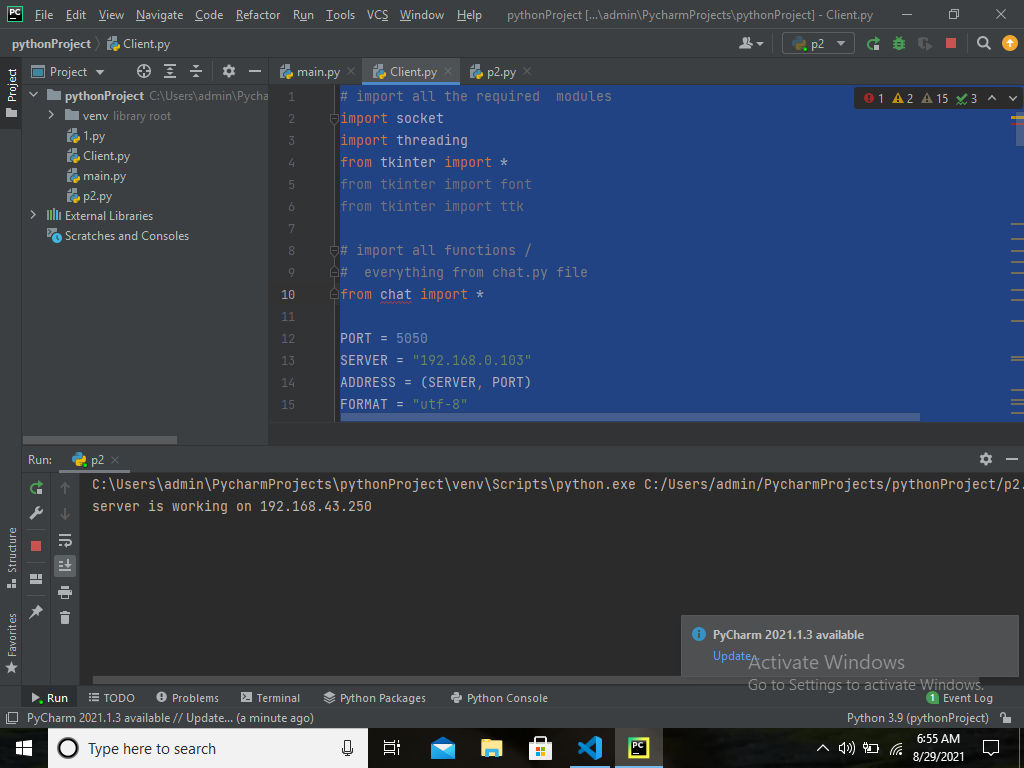 PC File Edit View Navigate Code Refactor Run Tools VCS Window Help pythonProject [...\admin\PycharmProjects\pythonProject] - Client.py
pythonProject Client.py p2
Project main.py Client.py p2.py
Project
pythonProject C:\Users\admin\Pycha
venv library root
1.py
Client.py
main.py
p2.py
External Libraries
Scratches and Consoles
1 2 15 3
1 # import all the required  modules
2 import socket
3 import threading
4 from tkinter import *
5 from tkinter import font
6 from tkinter import ttk
7
8 # import all functions /
9 #  everything from chat.py file
10 from chat import *
11
12 PORT = 5050
13 SERVER = "192.168.0.103"
14 ADDRESS = (SERVER, PORT)
15 FORMAT = "utf-8"
Run: p2
C:\Users\admin\PycharmProjects\pythonProject\venv\Scripts\python.exe C:/Users/admin/PycharmProjects/pythonProject/p2.
server is working on 192.168.43.250
Structure
Favorites
PyCharm 2021.1.3 available
Update...
Activate Windows
Go to Settings to activate Windows.
Run TODO Problems Terminal Python Packages Python Console 1 Event Log
PyCharm 2021.1.3 available // Update... (a minute ago) Python 3.9 (pythonProject)
Type here to search
PC
6:55 AM
8/29/2021